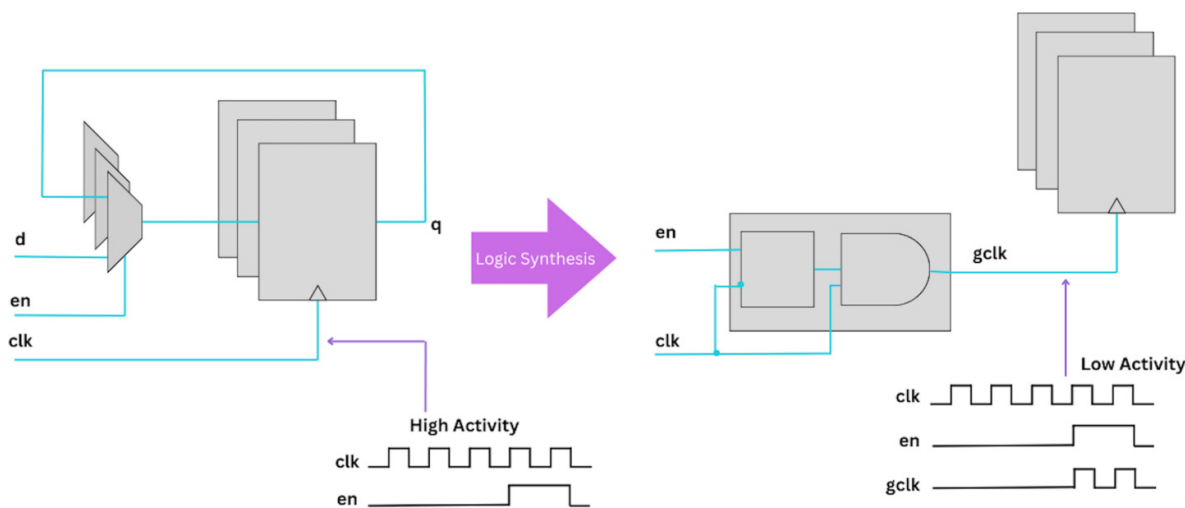 d
en
clk
q
High Activity
clk
en
Logic Synthesis
en
clk
gclk
Low Activity
clk
en
gclk